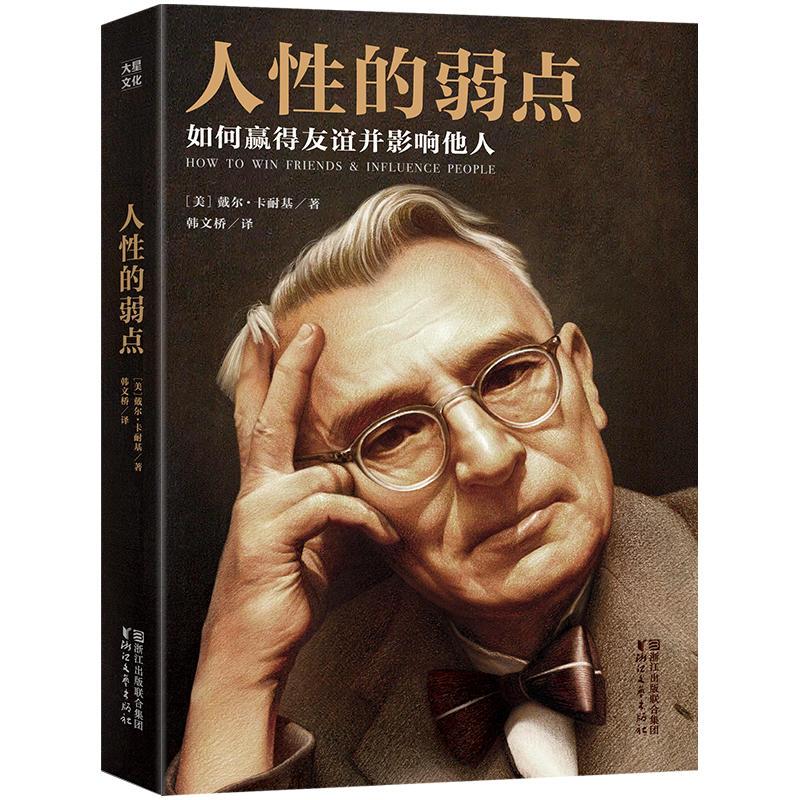 大星
文化
人性的弱点
[美]戴尔·卡耐基／著
韩文桥／译
浙江出版联合集团
浙江文艺出版社
人性的弱点
如何赢得友谊并影响他人
HOW TO WIN FRIENDS & INFLUENCE PEOPLE
[美]戴尔·卡耐基／著
韩文桥／译
浙江出版联合集团
浙江文艺出版社